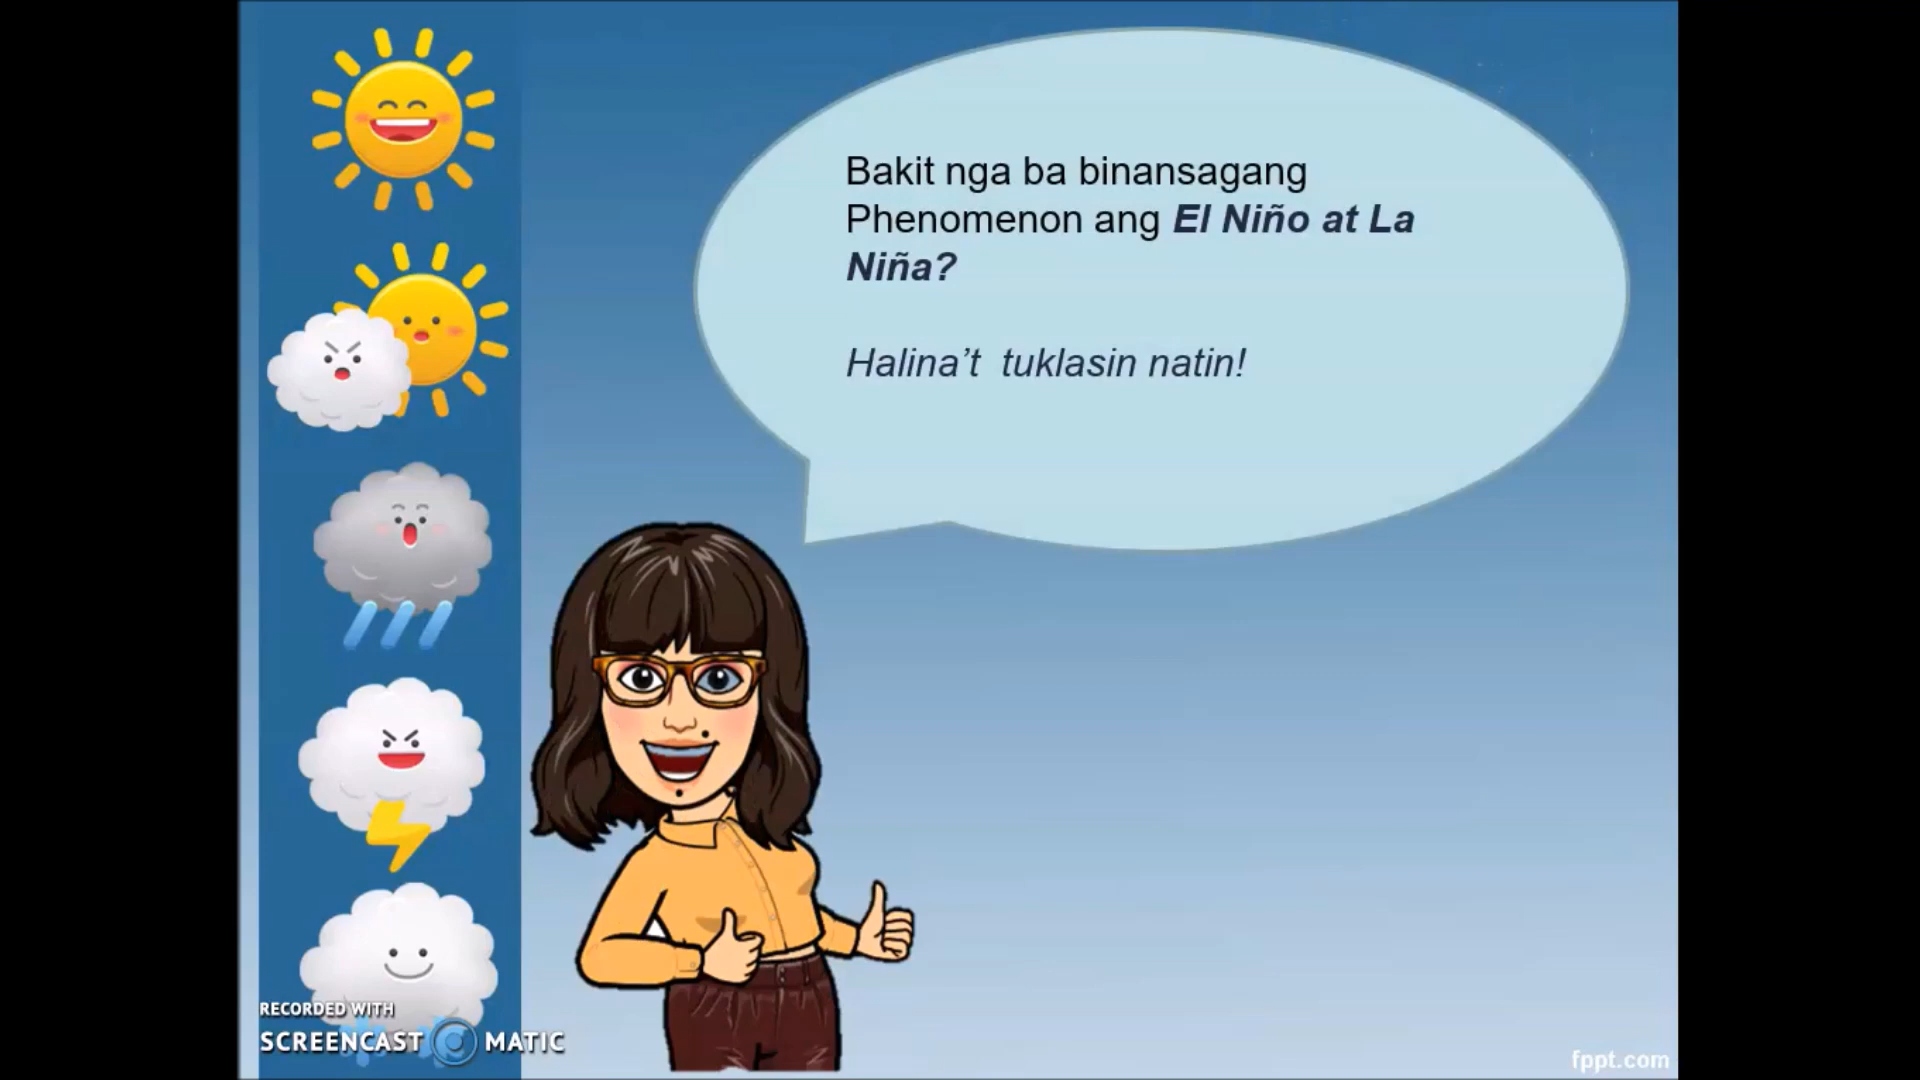 Bakit nga ba binansagang
Phenomenon ang El Niño at La
Niña?
Halina’t tuklasin natin!
RECORDED WITH
SCREENCAST MATIC
fppt.com